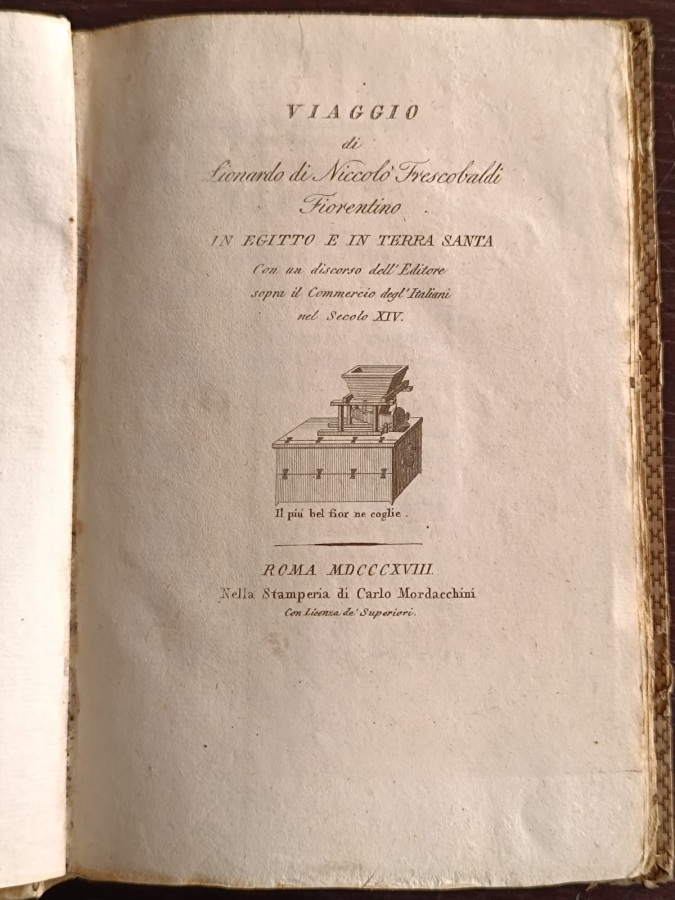 VIAGGIO
di
Lionardo di Niccolò Frescobaldi
Fiorentino
IN EGITTO E IN TERRA SANTA
Con un discorso dell'Editore
sopra il Commercio degl'Italiani
nel Secolo XIV.
Il piú bel fior ne coglie.
ROMA MDCCCXVIII.
Nella Stamperia di Carlo Mordacchini
Con Licenza de' Superiori.